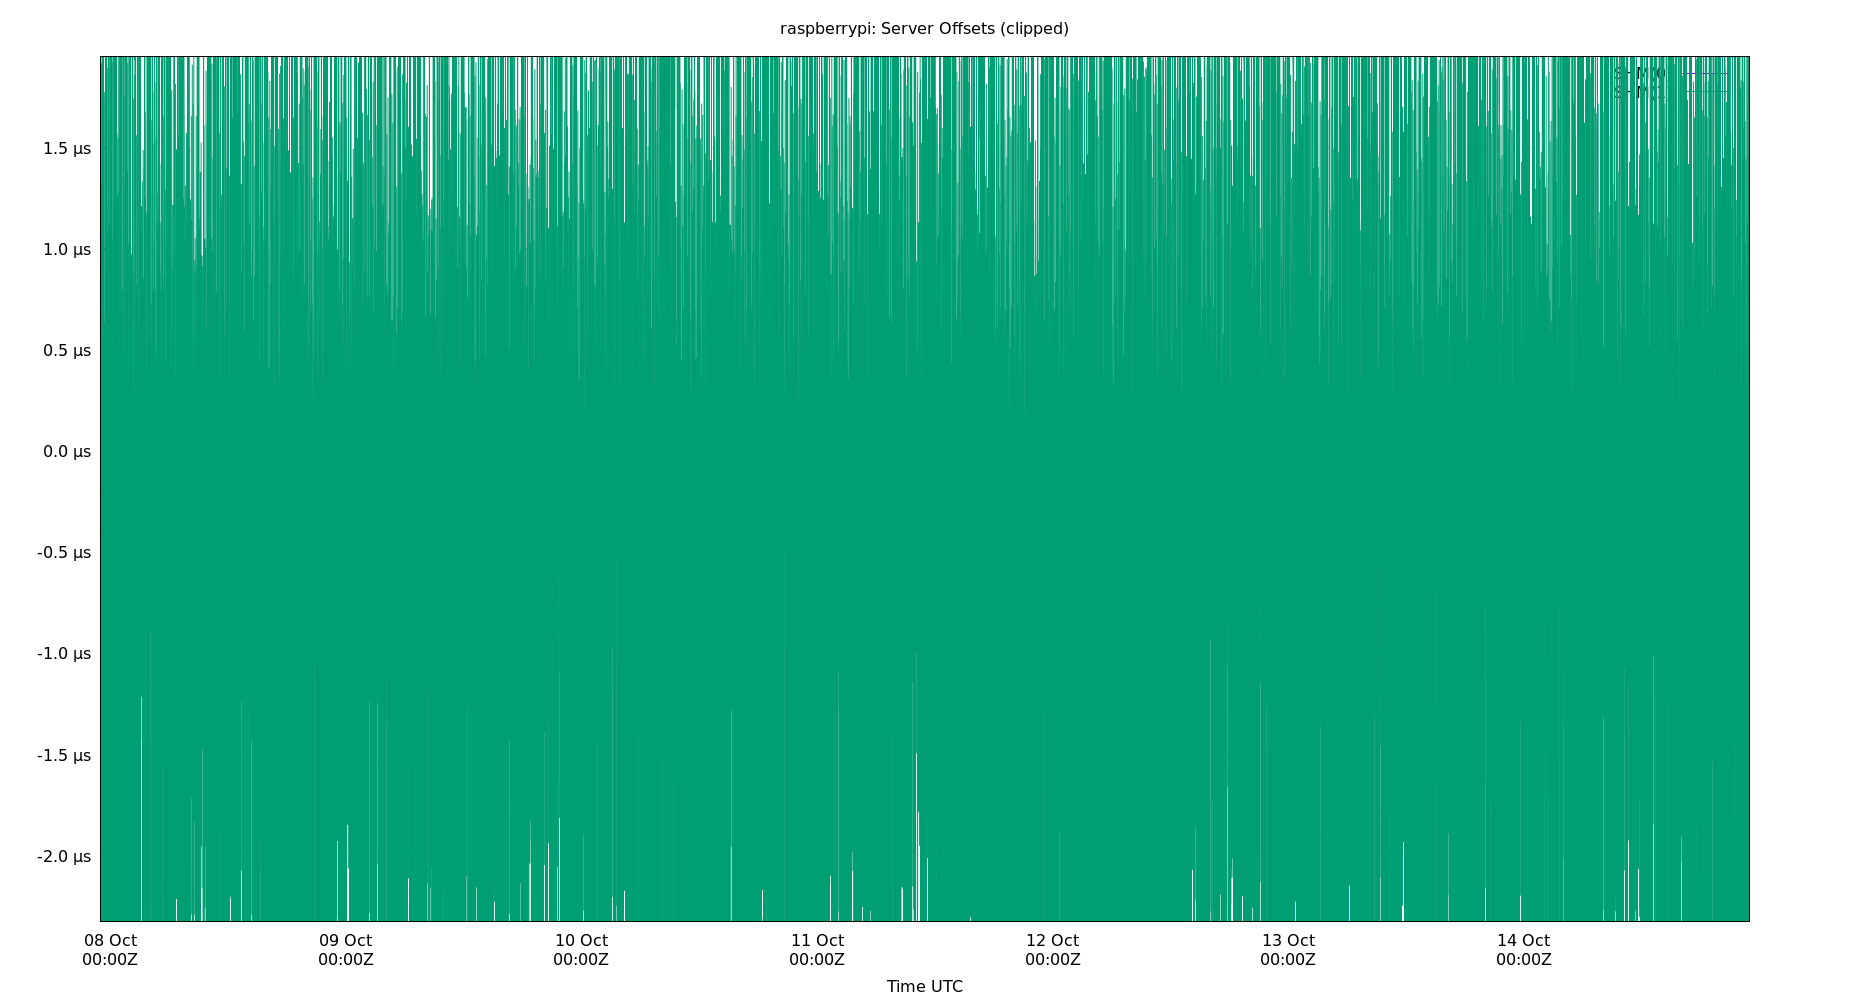 raspberrypi: Server Offsets (clipped)
1.5 µs
1.0 µs
0.5 µs
0.0 µs
-0.5 µs
-1.0 µs
-1.5 µs
-2.0 µs
08 Oct 09 Oct 10 Oct 11 Oct 12 Oct 13 Oct 14 Oct
00:00Z 00:00Z 00:00Z 00:00Z 00:00Z 00:00Z 00:00Z
Time UTC